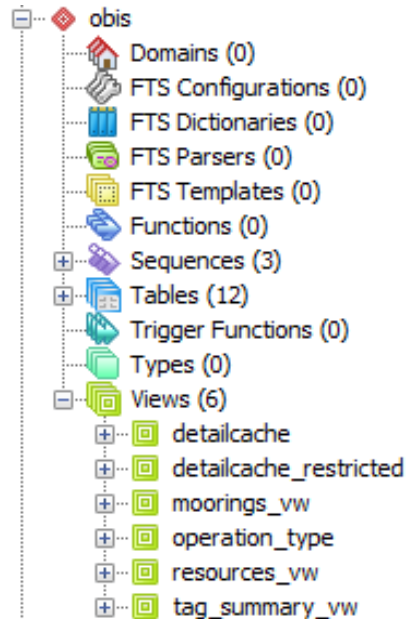 obis
Domains (0)
FTS Configurations (0)
FTS Dictionaries (0)
FTS Parsers (0)
FTS Templates (0)
Functions (0)
Sequences (3)
Tables (12)
Trigger Functions (0)
Types (0)
Views (6)
detailcache
detailcache_restricted
moorings_vw
operation_type
resources_vw
tag_summary_vw